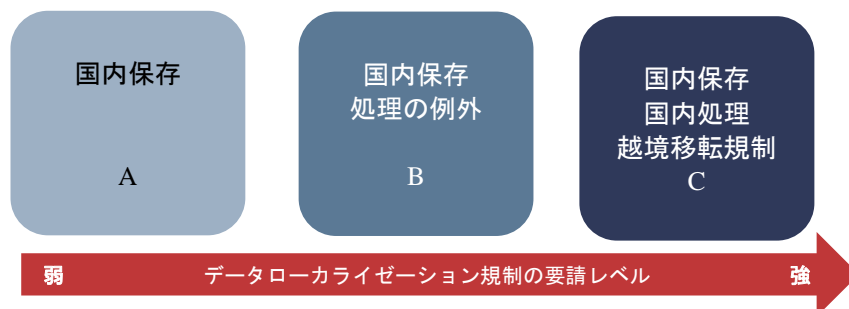 国内保存
A
国内保存
処理の例外
B
国内保存
国内処理
越境移転規制
C
弱 データローカライゼーション規制の要請レベル 強